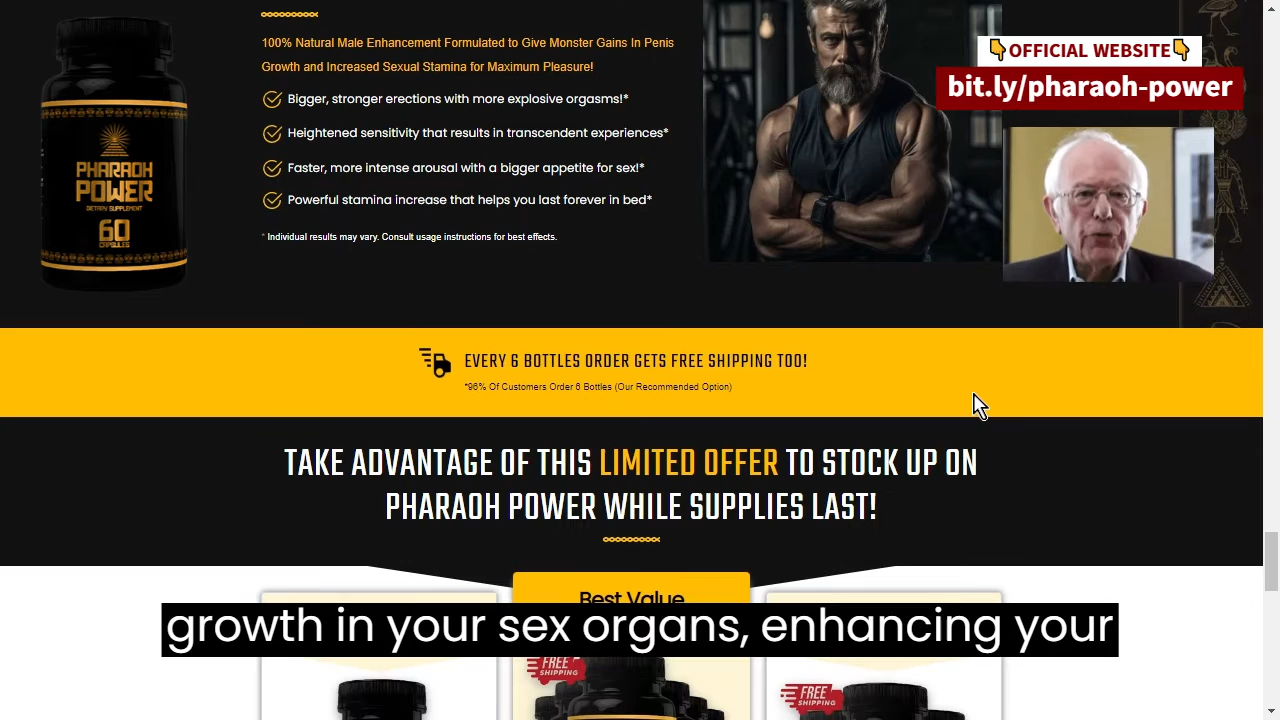 100% Natural Male Enhancement Formulated to Give Monster Gains In Penis
Growth and Increased Sexual Stamina for Maximum Pleasure!
Bigger, stronger erections with more explosive orgasms!*
Heightened sensitivity that results in transcendent experiences*
Faster, more intense arousal with a bigger appetite for sex!*
Powerful stamina increase that helps you last forever in bed*
* Individual results may vary. Consult usage instructions for best effects.
PHARAOH
POWER
DIETARY SUPPLEMENT
60
CAPSULES
👇OFFICIAL WEBSITE👇
bit.ly/pharaoh-power
EVERY 6 BOTTLES ORDER GETS FREE SHIPPING TOO!
*96% Of Customers Order 6 Bottles (Our Recommended Option)
TAKE ADVANTAGE OF THIS LIMITED OFFER TO STOCK UP ON
PHARAOH POWER WHILE SUPPLIES LAST!
Best Value
growth in your sex organs, enhancing your
FREE
SHIPPING
FREE
SHIPPING